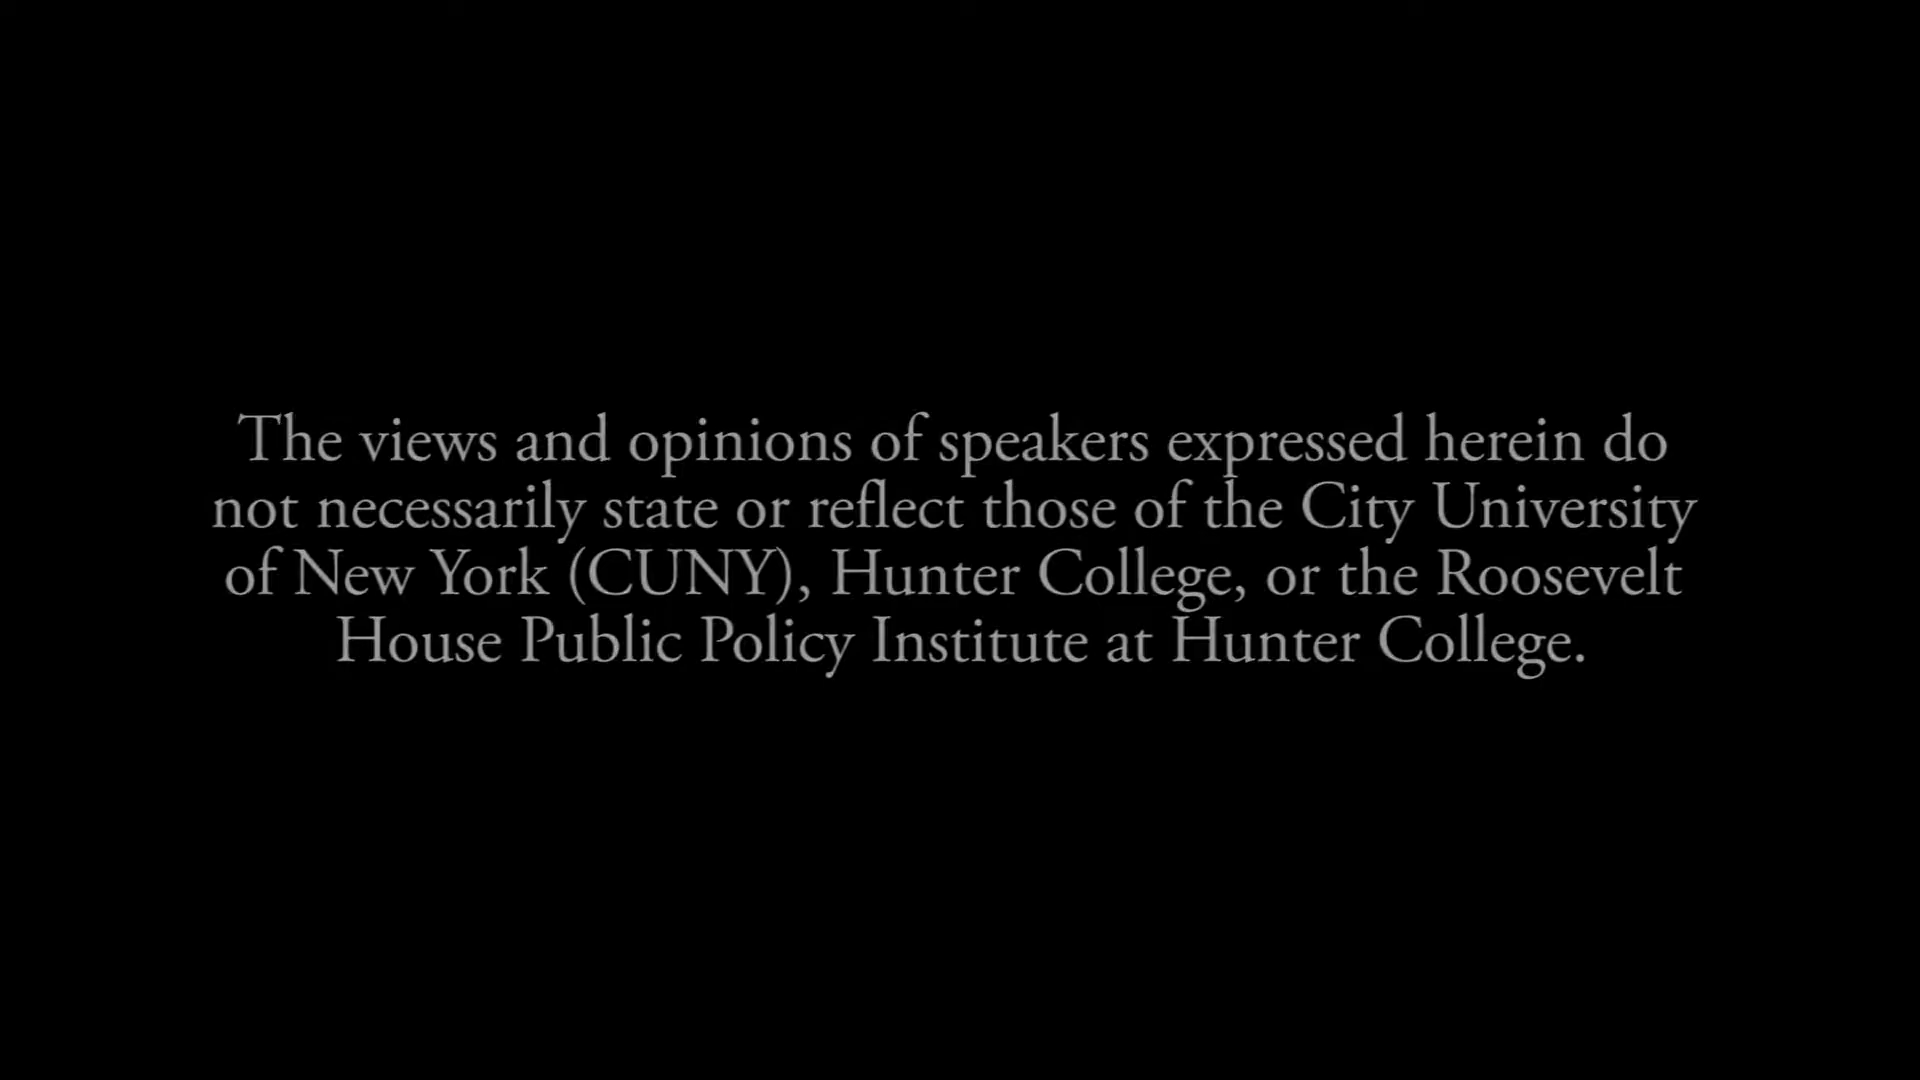 The views and opinions of speakers expressed herein do
not necessarily state or reflect those of the City University
of New York (CUNY), Hunter College, or the Roosevelt
House Public Policy Institute at Hunter College.